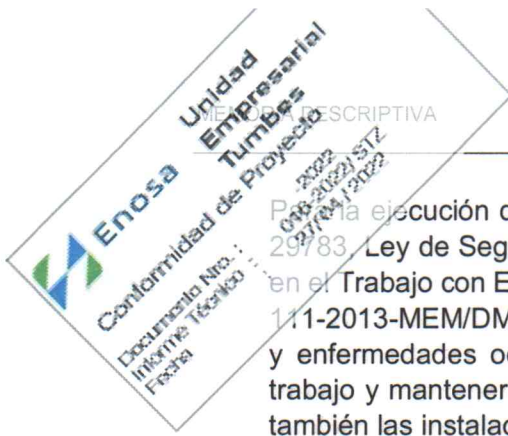 Enosa
Unidad
Empresarial
Tumbes
Conformidad de Proyecto
Documento Nro. : -2022
Informe Técnico : 096-2022/ STZ
Fecha 27/04 / 2022
MEMORIA DESCRIPTIVA
Para la ejecución
29783, Ley de Seg
en el Trabajo con E
111-2013-MEM/DM
y enfermedades oc
trabajo y mantener
también las instalac